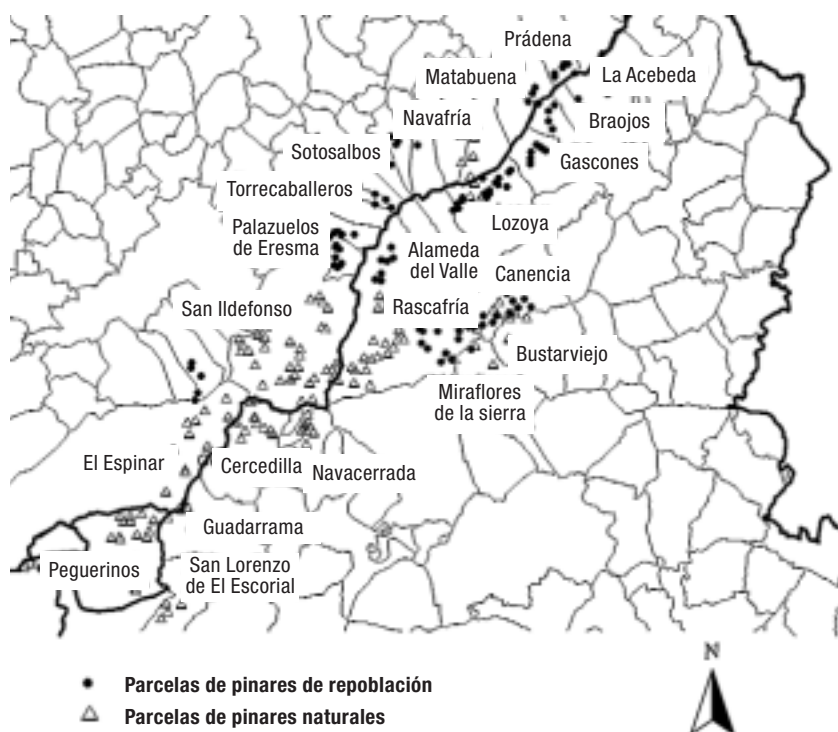 Prádena
Matabuena
La Acebeda
Navafría
Braojos
Sotosalbos
Gascones
Torrecaballeros
Palazuelos
de Eresma
Lozoya
Alameda
del Valle
Canencia
San Ildefonso
Rascafría
Bustarviejo
Miraflores
de la sierra
El Espinar
Cercedilla
Navacerrada
Guadarrama
Peguerinos
San Lorenzo
de El Escorial
N
Parcelas de pinares de repoblación
Parcelas de pinares naturales